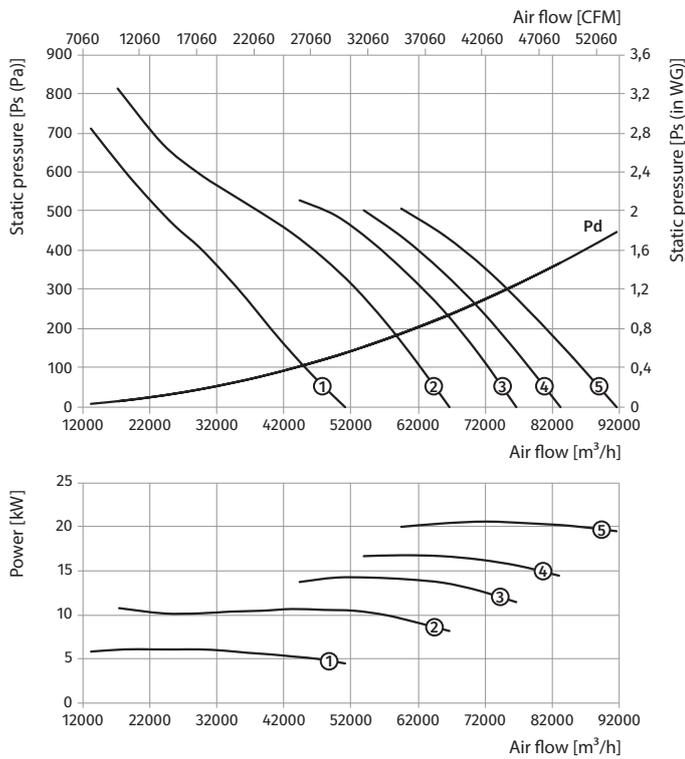 Air flow [CFM]
7060 12060 17060 22060 27060 32060 37060 42060 47060 52060
Static pressure [Ps (Pa)]
900 3,6
800 3,2
700 2,8
600 2,4
500 2
400 1,6
300 1,2
200 0,8
100 0,4
0 0
Static pressure [Ps (in WG)]
Pd
1 2 3 4 5
12000 22000 32000 42000 52000 62000 72000 82000 92000
Air flow [m³/h]
Power [kW]
25
20
15
10
5
0
5
4
3
2
1
12000 22000 32000 42000 52000 62000 72000 82000 92000
Air flow [m³/h]